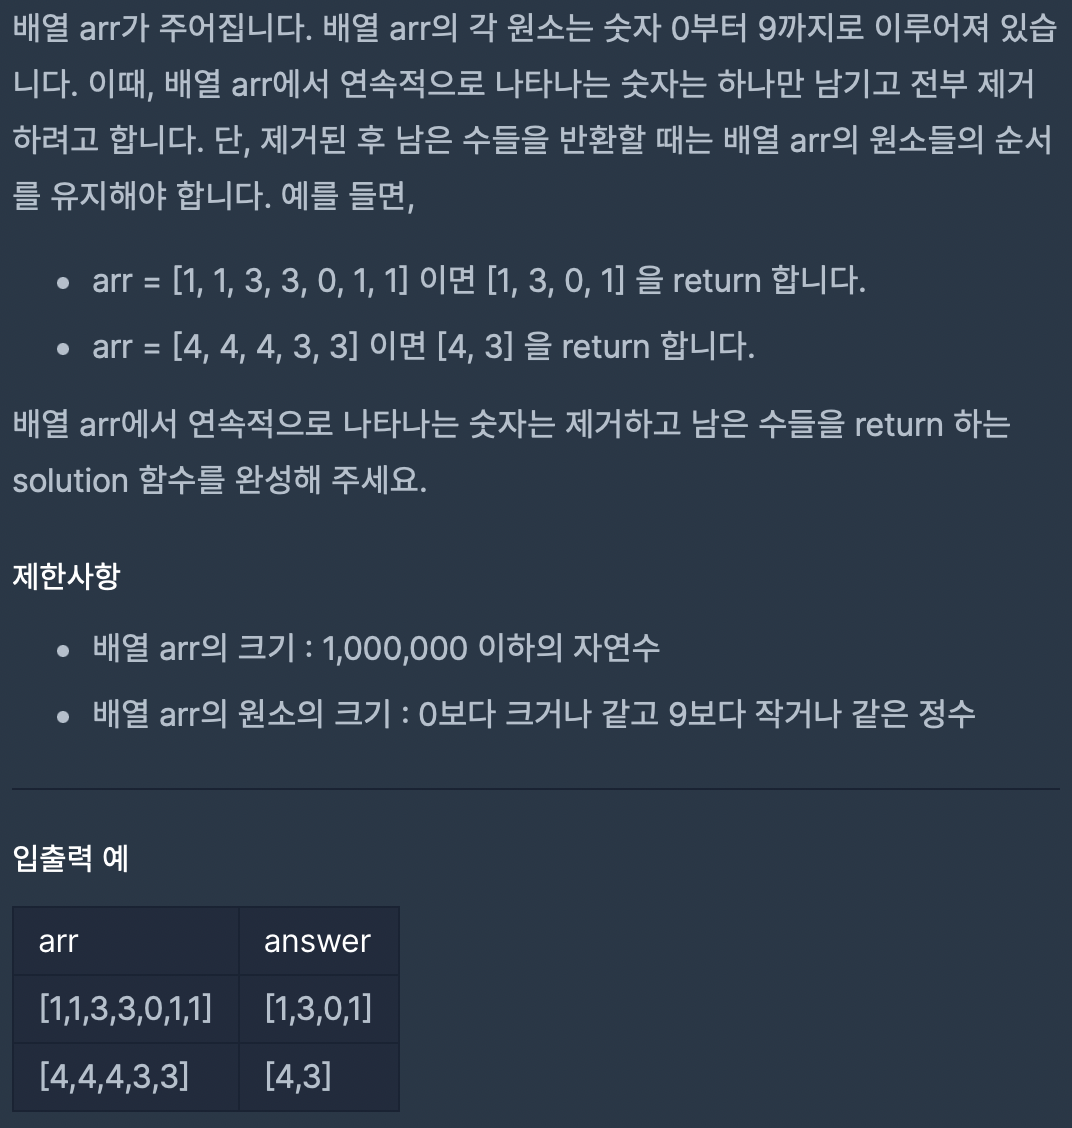 배열 arr가 주어집니다. 배열 arr의 각 원소는 숫자 0부터 9까지로 이루어져 있습
니다. 이때, 배열 arr에서 연속적으로 나타나는 숫자는 하나만 남기고 전부 제거
하려고 합니다. 단, 제거된 후 남은 수들을 반환할 때는 배열 arr의 원소들의 순서
를 유지해야 합니다. 예를 들면,
• arr = [1, 1, 3, 3, 0, 1, 1] 이면 [1, 3, 0, 1] 을 return 합니다.
• arr = [4, 4, 4, 3, 3] 이면 [4, 3] 을 return 합니다.
배열 arr에서 연속적으로 나타나는 숫자는 제거하고 남은 수들을 return 하는
solution 함수를 완성해 주세요.
제한사항
• 배열 arr의 크기 : 1,000,000 이하의 자연수
• 배열 arr의 원소의 크기 : 0보다 크거나 같고 9보다 작거나 같은 정수
입출력 예
arr answer
[1,1,3,3,0,1,1] [1,3,0,1]
[4,4,4,3,3] [4,3]